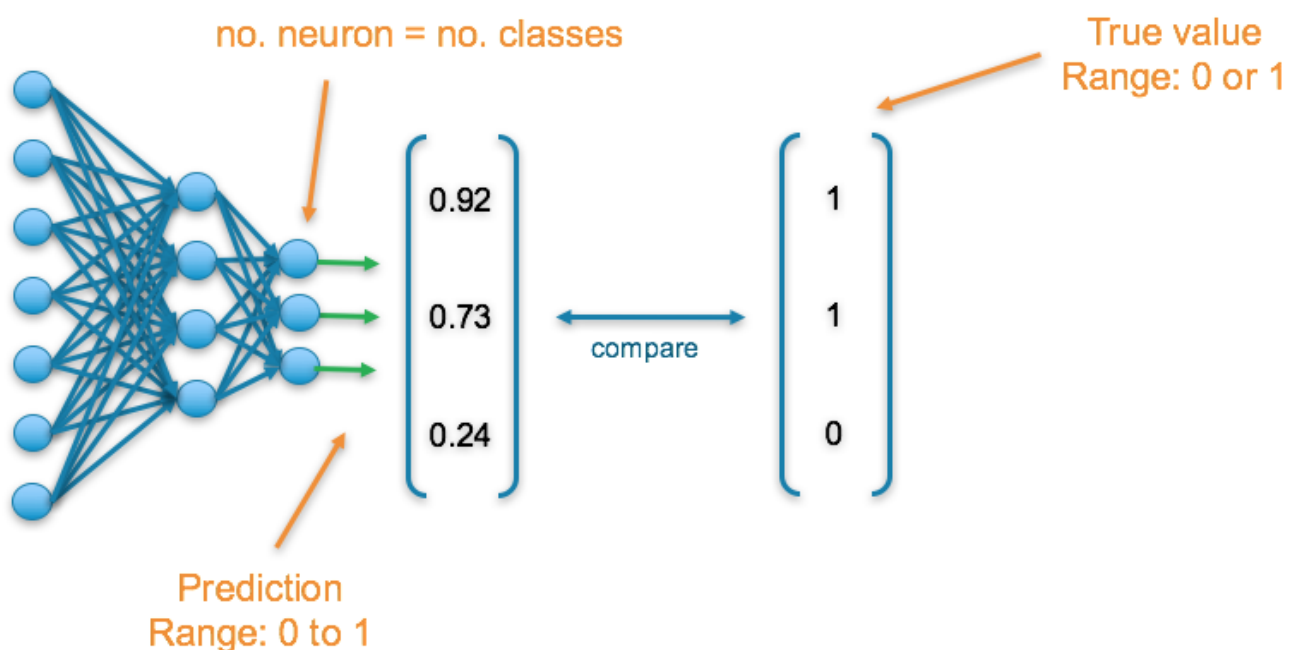 no. neuron = no. classes
True value
Range: 0 or 1
0.92
0.73
0.24
compare
1
1
0
Prediction
Range: 0 to 1